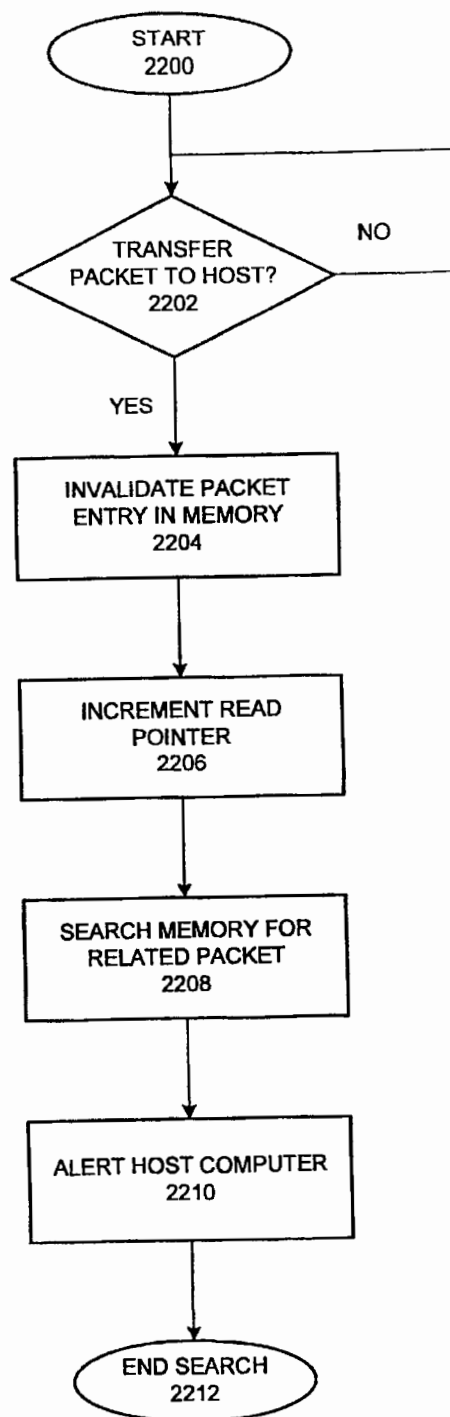 START
2200
TRANSFER
PACKET TO HOST?
2202
NO
YES
INVALIDATE PACKET
ENTRY IN MEMORY
2204
INCREMENT READ
POINTER
2206
SEARCH MEMORY FOR
RELATED PACKET
2208
ALERT HOST COMPUTER
2210
END SEARCH
2212